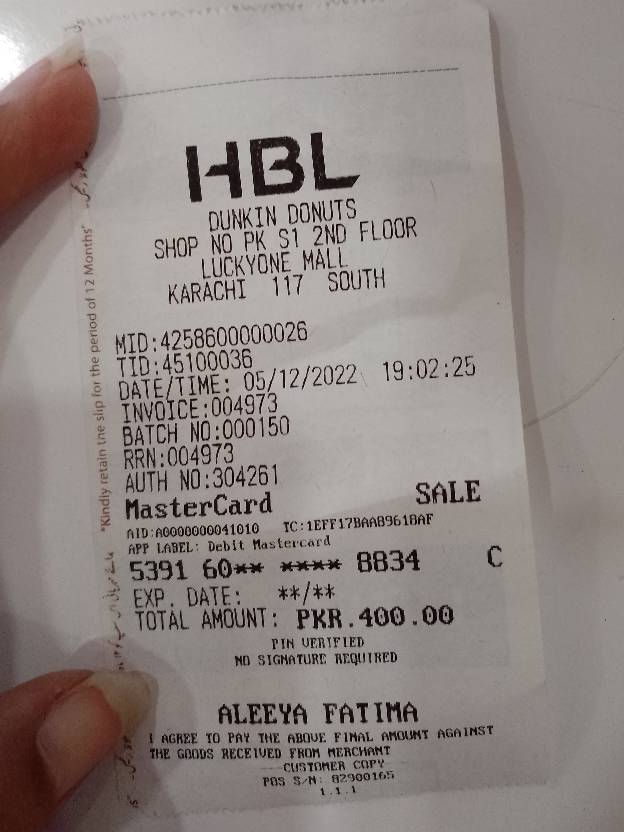 HBL
DUNKIN DONUTS
SHOP NO PK S1 2ND FLOOR
LUCKYONE MALL
KARACHI 117 SOUTH
MID:4258600000026
TID:45100036
DATE/TIME: 05/12/2022 19:02:25
INVOICE:004973
BATCH NO:000150
RRN:004973
AUTH NO:304261
MasterCard SALE
AID:A0000000041010 TC:1EFF17BAAB9618AF
APP LABEL: Debit Mastercard
5391 60** **** 8834 C
EXP. DATE: **/**
TOTAL AMOUNT: PKR.400.00
PIN VERIFIED
NO SIGNATURE REQUIRED
ALEEYA FATIMA
I AGREE TO PAY THE ABOVE FINAL AMOUNT AGAINST
THE GOODS RECEIVED FROM MERCHANT
CUSTOMER COPY
POS S/N: 82900165
1.1.1
"Kindly retain the slip for the period of 12 Months"